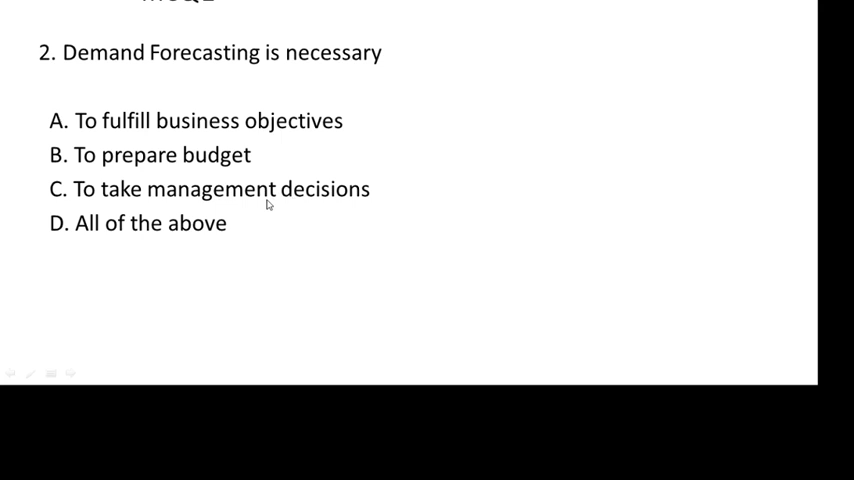 2. Demand Forecasting is necessary
A. To fulfill business objectives
B. To prepare budget
C. To take management decisions
D. All of the above